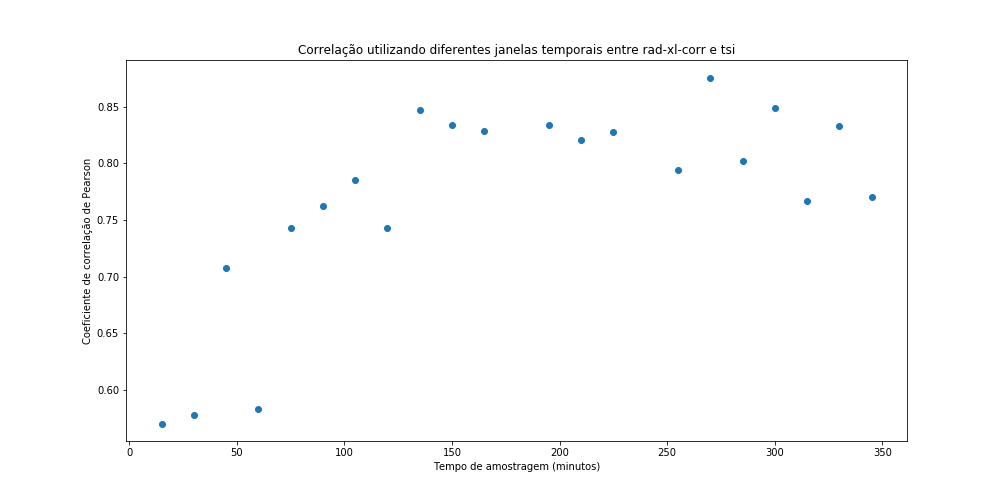 Correlação utilizando diferentes janelas temporais entre rad-xl-corr e tsi
Coeficiente de correlação de Pearson
0.85
0.80
0.75
0.70
0.65
0.60
0 50 100 150 200 250 300 350
Tempo de amostragem (minutos)